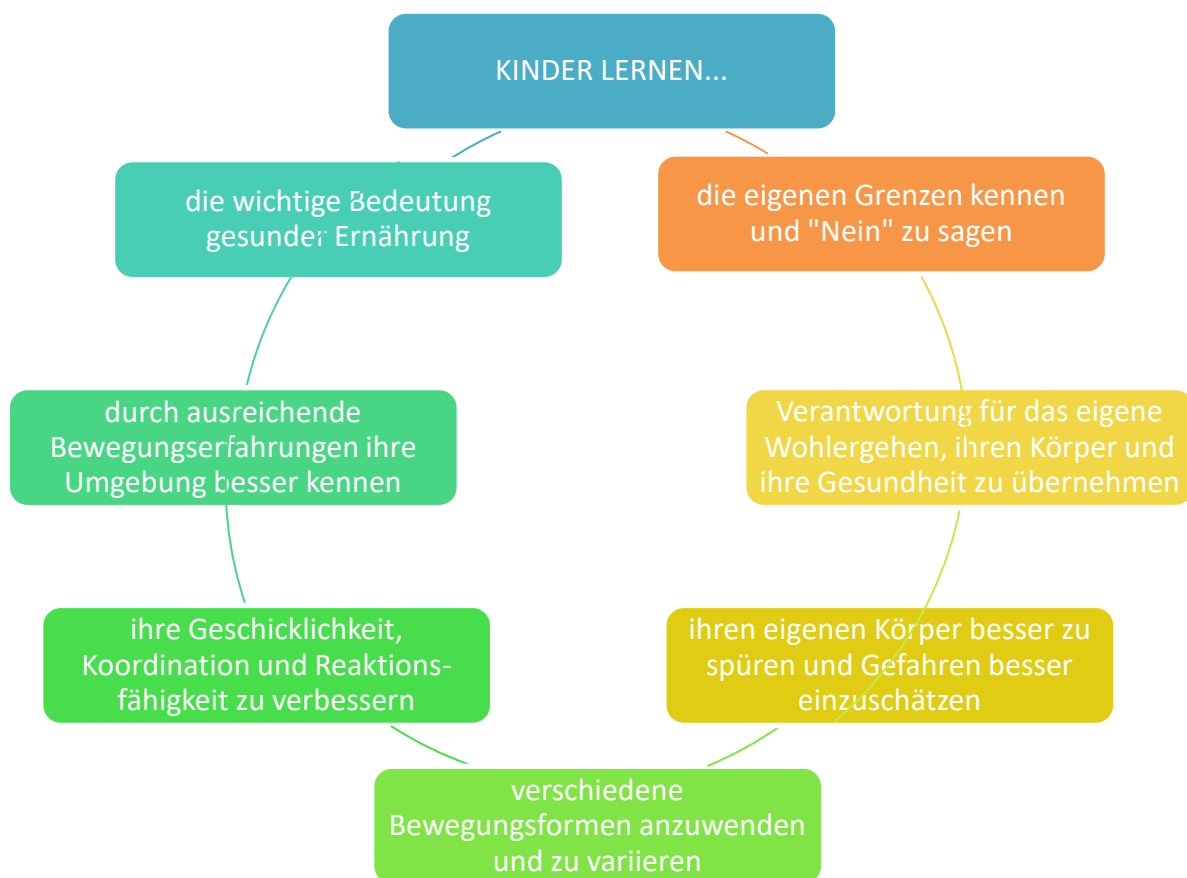 KINDER LERNEN...
die eigenen Grenzen kennen
und "Nein" zu sagen
Verantwortung für das eigene
Wohlergehen, ihren Körper und
ihre Gesundheit zu übernehmen
ihren eigenen Körper besser zu
spüren und Gefahren besser
einzuschätzen
verschiedene
Bewegungsformen anzuwenden
und zu variieren
ihre Geschicklichkeit,
Koordination und Reaktions-
fähigkeit zu verbessern
durch ausreichende
Bewegungserfahrungen ihre
Umgebung besser kennen
die wichtige Bedeutung
gesunder Ernährung